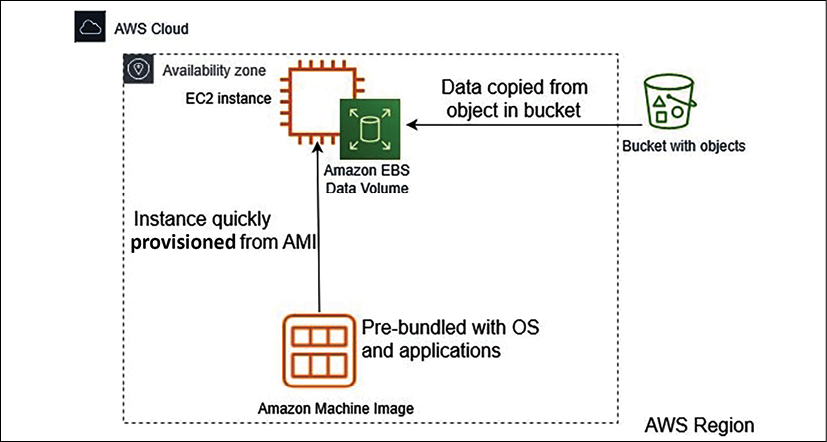 AWS Cloud
Availability zone
EC2 instance
Data copied from
object in bucket
Bucket with objects
Amazon EBS
Data Volume
Instance quickly
provisioned from AMI
Pre-bundled with OS
and applications
Amazon Machine Image
AWS Region